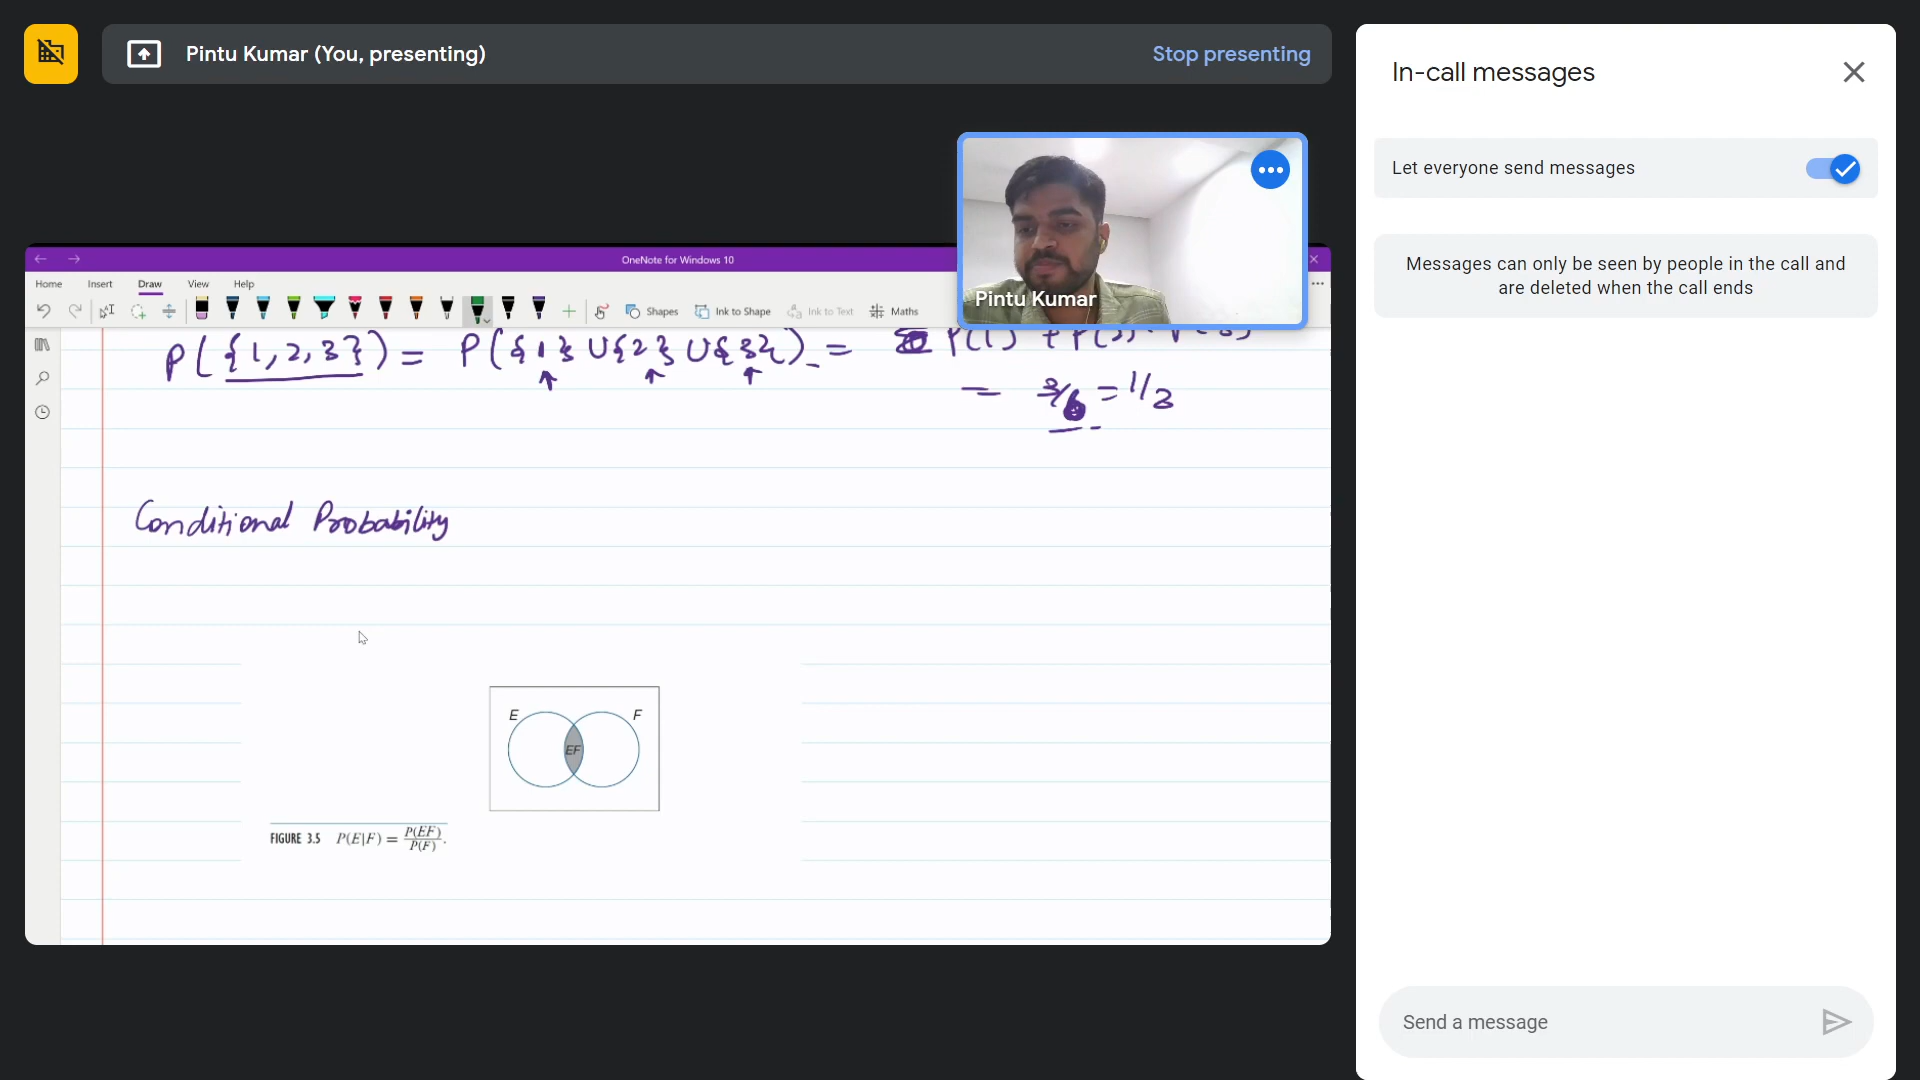 Pintu Kumar (You, presenting)
Stop presenting
In-call messages
Let everyone send messages
Messages can only be seen by people in the call and
are deleted when the call ends
Pintu Kumar
OneNote for Windows 10
Home Insert Draw View Help
Shapes Ink to Shape Ink to Text Maths
P({1,2,3}) = P({1} ∪ {2} ∪ {3}) =
= 3/6 = 1/2
Conditional Probability
E F
EF
FIGURE 3.5 P(E|F) = P(EF)/P(F).
Send a message